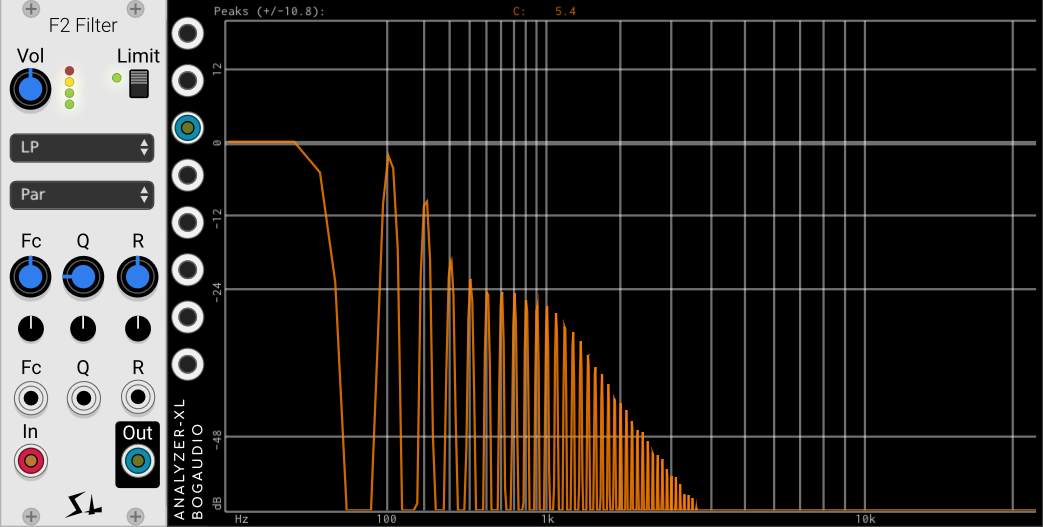 F2 Filter
Vol
Limit
LP
Par
Fc Q R
Fc Q R
In
Out
SL
ANALYZER-XL
BOGAUDIO
Peaks (+/-10.8): C: 5.4
12
0
-12
-24
-48
dB
Hz 100 1k 10k